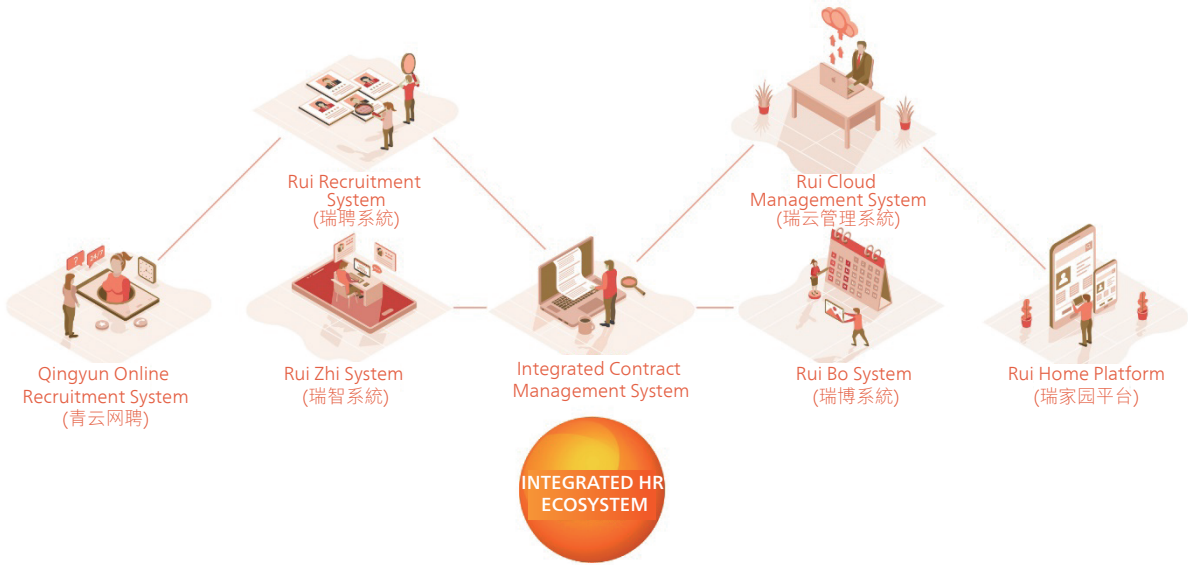 Rui Recruitment
System
(瑞聘系統)
Rui Cloud
Management System
(瑞云管理系統)
?
24/7
Qingyun Online
Recruitment System
(青云网聘)
Rui Zhi System
(瑞智系統)
Integrated Contract
Management System
Rui Bo System
(瑞博系統)
Rui Home Platform
(瑞家园平台)
INTEGRATED HR
ECOSYSTEM